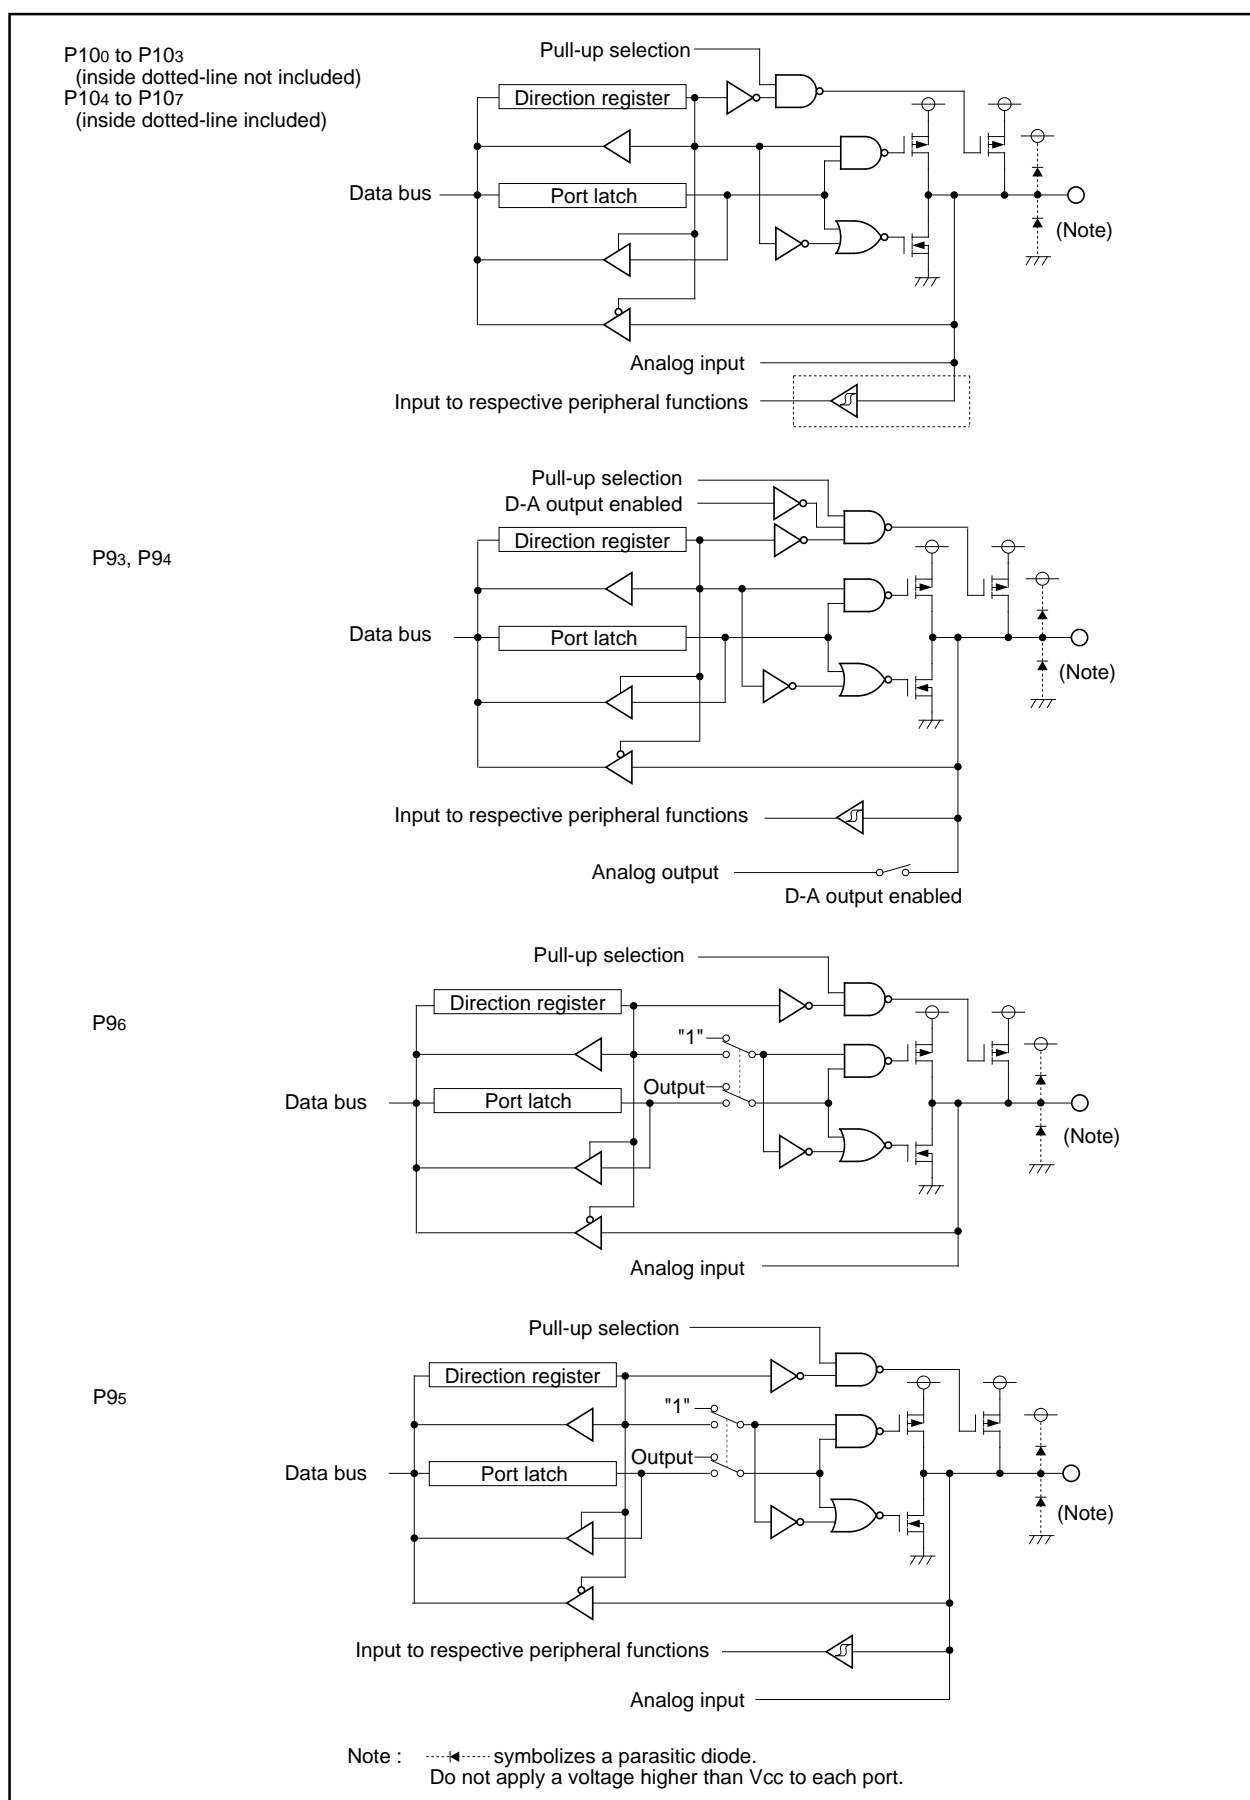 P100 to P103
(inside dotted-line not included)
P104 to P107
(inside dotted-line included)
Pull-up selection
Direction register
Data bus
Port latch
(Note)
Analog input
Input to respective peripheral functions
P93, P94
Pull-up selection
D-A output enabled
Direction register
Data bus
Port latch
(Note)
Input to respective peripheral functions
Analog output
D-A output enabled
P96
Pull-up selection
Direction register
"1"
Output
Data bus
Port latch
(Note)
Analog input
P95
Pull-up selection
Direction register
"1"
Output
Data bus
Port latch
(Note)
Input to respective peripheral functions
Analog input
Note : symbolizes a parasitic diode.
Do not apply a voltage higher than Vcc to each port.